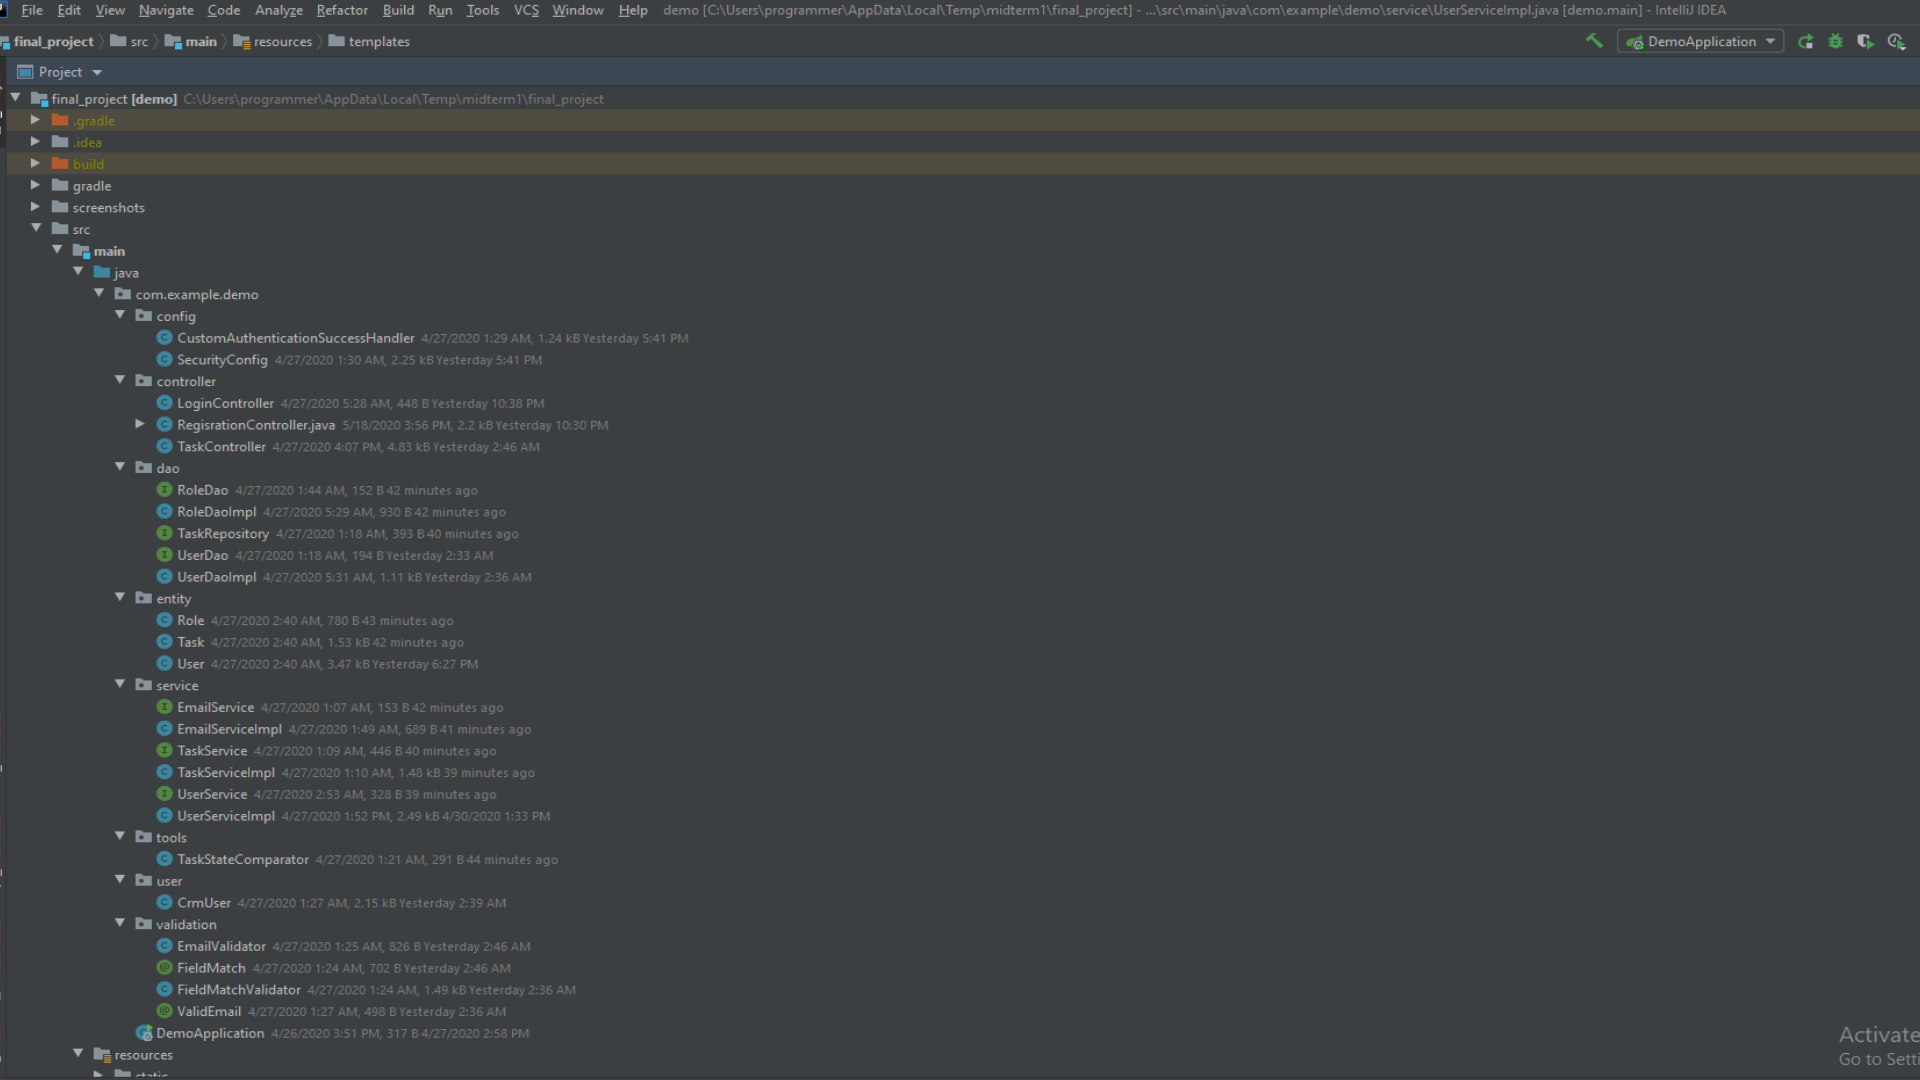 File Edit View Navigate Code Analyze Refactor Build Run Tools VCS Window Help demo [C:\Users\programmer\AppData\Local\Temp\midterm1\final_project] - ...\src\main\java\com\example\demo\service\UserServiceImpl.java [demo.main] - IntelliJ IDEA
final_project src main resources templates DemoApplication
Project
final_project [demo] C:\Users\programmer\AppData\Local\Temp\midterm1\final_project
.gradle
.idea
build
gradle
screenshots
src
main
java
com.example.demo
config
CustomAuthenticationSuccessHandler 4/27/2020 1:29 AM, 1.24 kB Yesterday 5:41 PM
SecurityConfig 4/27/2020 1:30 AM, 2.25 kB Yesterday 5:41 PM
controller
LoginController 4/27/2020 5:28 AM, 448 B Yesterday 10:38 PM
RegisrationController.java 5/18/2020 3:56 PM, 2.2 kB Yesterday 10:30 PM
TaskController 4/27/2020 4:07 PM, 4.83 kB Yesterday 2:46 AM
dao
RoleDao 4/27/2020 1:44 AM, 152 B 42 minutes ago
RoleDaoImpl 4/27/2020 5:29 AM, 930 B 42 minutes ago
TaskRepository 4/27/2020 1:18 AM, 393 B 40 minutes ago
UserDao 4/27/2020 1:18 AM, 194 B Yesterday 2:33 AM
UserDaoImpl 4/27/2020 5:31 AM, 1.11 kB Yesterday 2:36 AM
entity
Role 4/27/2020 2:40 AM, 780 B 43 minutes ago
Task 4/27/2020 2:40 AM, 1.53 kB 42 minutes ago
User 4/27/2020 2:40 AM, 3.47 kB Yesterday 6:27 PM
service
EmailService 4/27/2020 1:07 AM, 153 B 42 minutes ago
EmailServiceImpl 4/27/2020 1:49 AM, 689 B 41 minutes ago
TaskService 4/27/2020 1:09 AM, 446 B 40 minutes ago
TaskServiceImpl 4/27/2020 1:10 AM, 1.48 kB 39 minutes ago
UserService 4/27/2020 2:53 AM, 328 B 39 minutes ago
UserServiceImpl 4/27/2020 1:52 PM, 2.49 kB 4/30/2020 1:33 PM
tools
TaskStateComparator 4/27/2020 1:21 AM, 291 B 44 minutes ago
user
CrmUser 4/27/2020 1:27 AM, 2.15 kB Yesterday 2:39 AM
validation
EmailValidator 4/27/2020 1:25 AM, 826 B Yesterday 2:46 AM
FieldMatch 4/27/2020 1:24 AM, 702 B Yesterday 2:46 AM
FieldMatchValidator 4/27/2020 1:24 AM, 1.49 kB Yesterday 2:36 AM
ValidEmail 4/27/2020 1:27 AM, 498 B Yesterday 2:36 AM
DemoApplication 4/26/2020 3:51 PM, 317 B 4/27/2020 2:58 PM
Activate
resources
Go to Setti
static